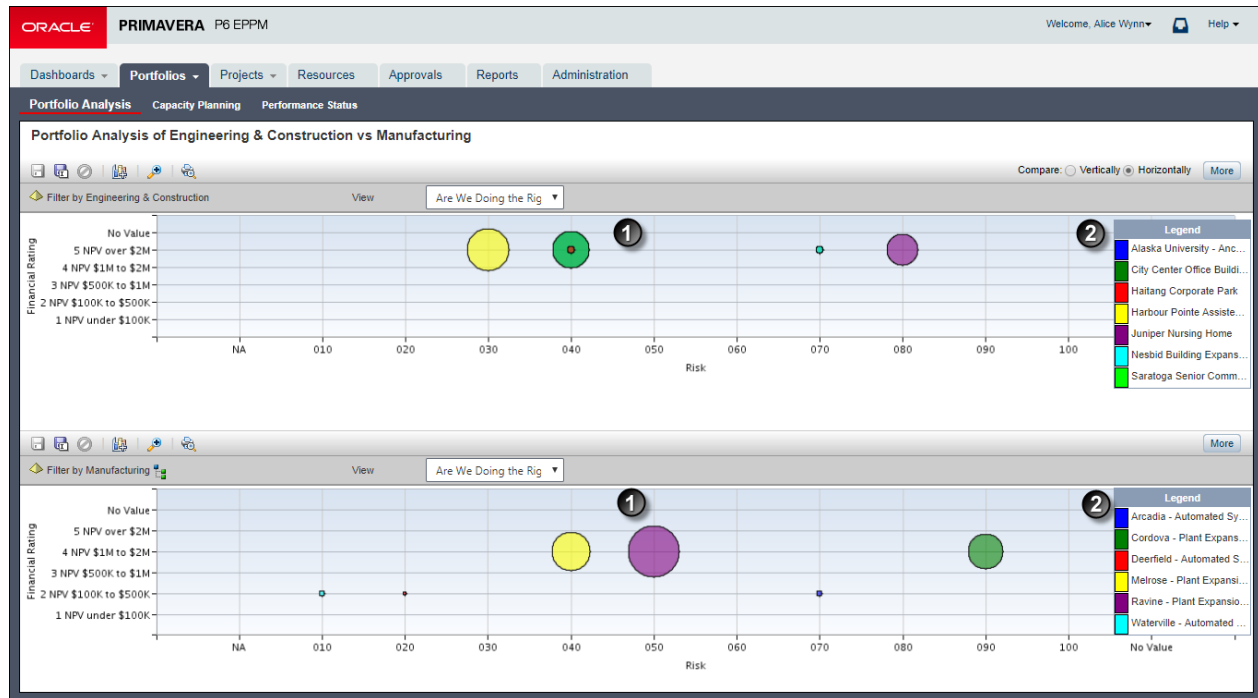 ORACLE PRIMAVERA P6 EPPM Welcome, Alice Wynn Help
Dashboards Portfolios Projects Resources Approvals Reports Administration
Portfolio Analysis Capacity Planning Performance Status
Portfolio Analysis of Engineering & Construction vs Manufacturing
Compare: Vertically Horizontally More
Filter by Engineering & Construction View Are We Doing the Rig
1
2
Legend
Alaska University - Anc...
City Center Office Buildi...
Haitang Corporate Park
Harbour Pointe Assiste...
Juniper Nursing Home
Nesbid Building Expans...
Saratoga Senior Comm...
Financial Rating
No Value
5 NPV over $2M
4 NPV $1M to $2M
3 NPV $500K to $1M
2 NPV $100K to $500K
1 NPV under $100K
NA 010 020 030 040 050 060 070 080 090 100
Risk
More
Filter by Manufacturing View Are We Doing the Rig
1
2
Legend
Arcadia - Automated Sy...
Cordova - Plant Expans...
Deerfield - Automated S...
Melrose - Plant Expansi...
Ravine - Plant Expansio...
Waterville - Automated ...
Financial Rating
No Value
5 NPV over $2M
4 NPV $1M to $2M
3 NPV $500K to $1M
2 NPV $100K to $500K
1 NPV under $100K
NA 010 020 030 040 050 060 070 080 090 100 No Value
Risk